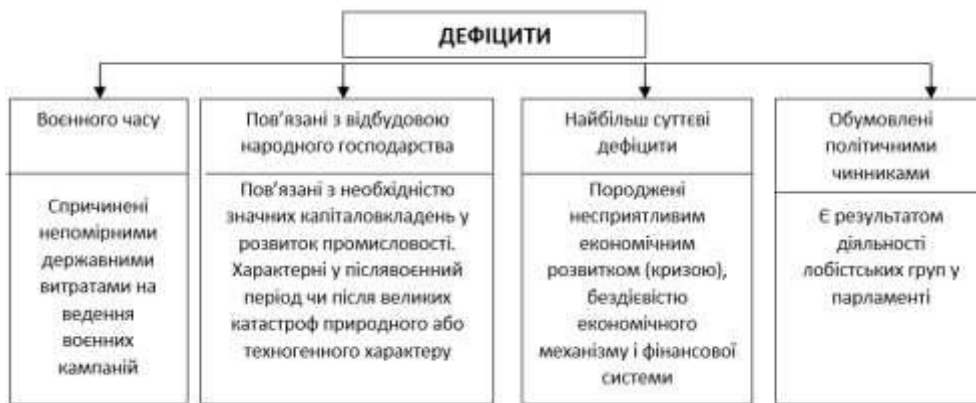 ДЕФІЦИТИ
Воєнного часу
Спричинені
непомірними
державними
витратами на
ведення
воєнних
кампаній
Пов’язані з відбудовою
народного господарства
Пов’язані з необхідністю
значних капіталовкладень у
розвиток промисловості.
Характерні у післявоєнний
період чи після великих
катастроф природного або
техногенного характеру
Найбільш суттєві
дефіцити
Породжені
несприятливим
економічним
розвитком (кризою),
бездієвістю
економічного
механізму і фінансової
системи
Обумовлені
політичними
чинниками
Є результатом
діяльності
лобістських груп у
парламенті